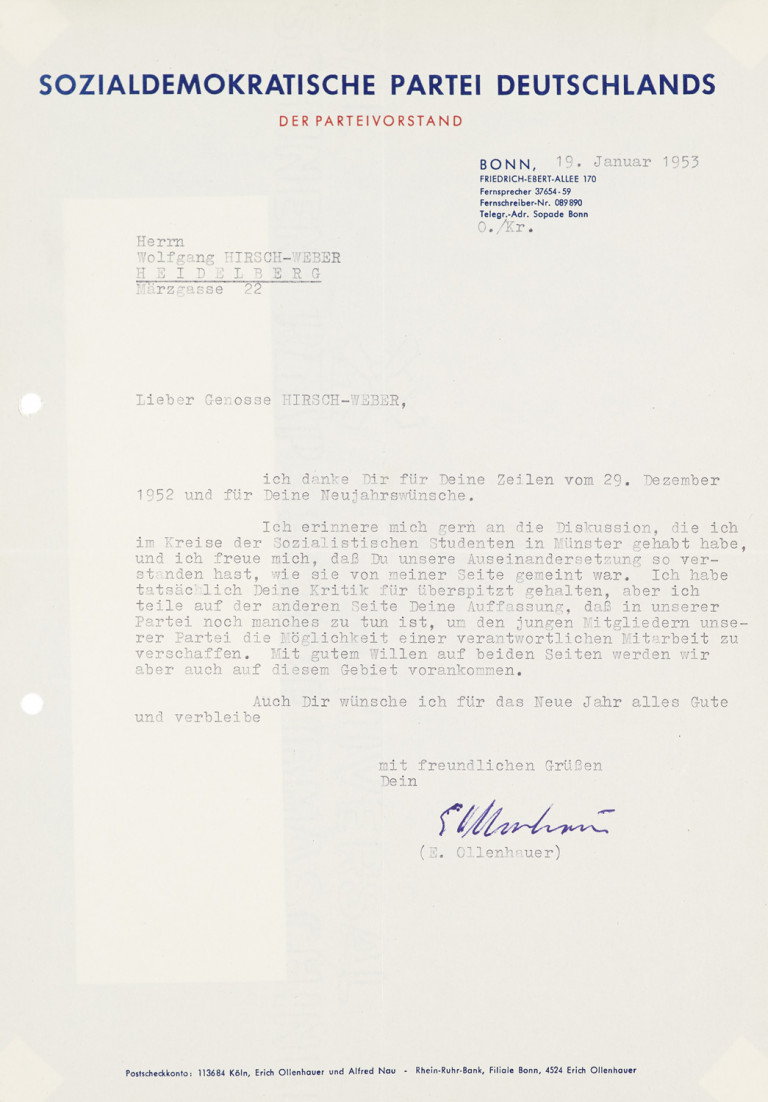 SOZIALDEMOKRATISCHE PARTEI DEUTSCHLANDS
DER PARTEIVORSTAND
BONN, 19. Januar 1953
FRIEDRICH-EBERT-ALLEE 170
Fernsprecher 37654-59
Fernschreiber-Nr. 089890
Telegr.-Adr. Sopade Bonn
O./Kr.
Herrn
Wolfgang HIRSCH-WEBER
H E I D E L B E R G
Märzgasse 22
Lieber Genosse HIRSCH-WEBER,
ich danke Dir für Deine Zeilen vom 29. Dezember
1952 und für Deine Neujahrswünsche.
Ich erinnere mich gern an die Diskussion, die ich
im Kreise der Sozialistischen Studenten in Münster gehabt habe,
und ich freue mich, daß Du unsere Auseinandersetzung so ver-
standen hast, wie sie von meiner Seite gemeint war. Ich habe
tatsächlich Deine Kritik für überspitzt gehalten, aber ich
teile auf der anderen Seite Deine Auffassung, daß in unserer
Partei noch manches zu tun ist, um den jungen Mitgliedern unse-
rer Partei die Möglichkeit einer verantwortlichen Mitarbeit zu
verschaffen. Mit gutem Willen auf beiden Seiten werden wir
aber auch auf diesem Gebiet vorankommen.
Auch Dir wünsche ich für das Neue Jahr alles Gute
und verbleibe
mit freundlichen Grüßen
Dein
EOllenhauer
(E. Ollenhauer)
Postscheckkonto: 113684 Köln, Erich Ollenhauer und Alfred Nau - Rhein-Ruhr-Bank, Filiale Bonn, 4524 Erich Ollenhauer